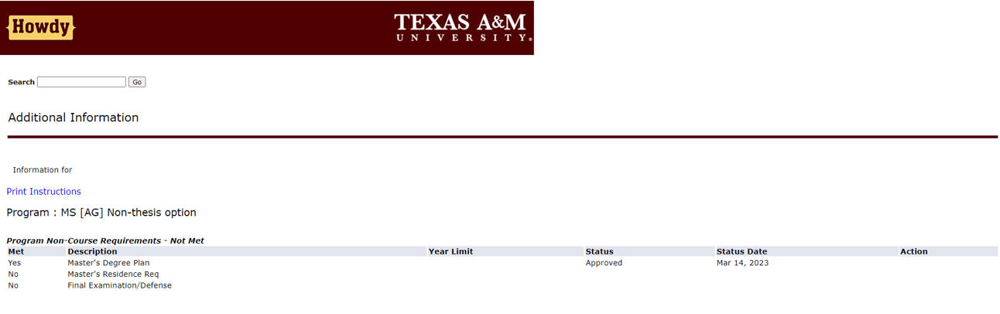 Howdy
TEXAS A&M
UNIVERSITY®
Search Go
Additional Information
Information for
Print Instructions
Program : MS [AG] Non-thesis option
Program Non-Course Requirements - Not Met
Met Description Year Limit Status Status Date Action
Yes Master's Degree Plan Approved Mar 14, 2023
No Master's Residence Req
No Final Examination/Defense